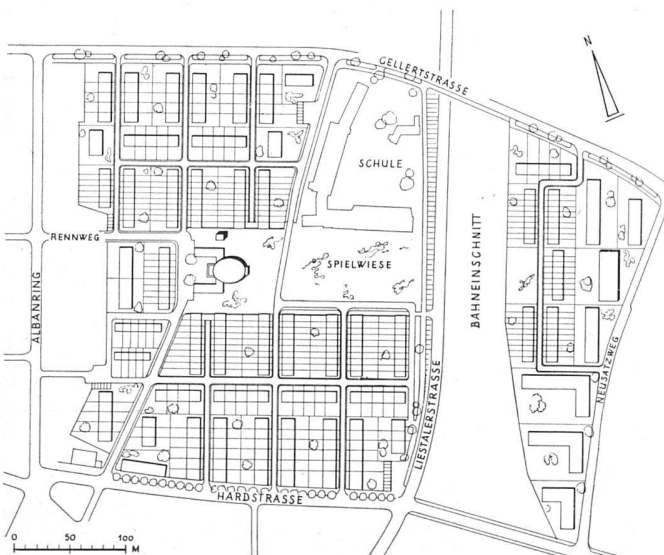 N
GELLERTSTRASSE
SCHULE
RENNWEG
SPIELWIESE
BAHNEINSCHNITT
ALBANRING
NEUSATZWEG
LIESTALERSTRASSE
HARDSTRASSE
0 50 100 M